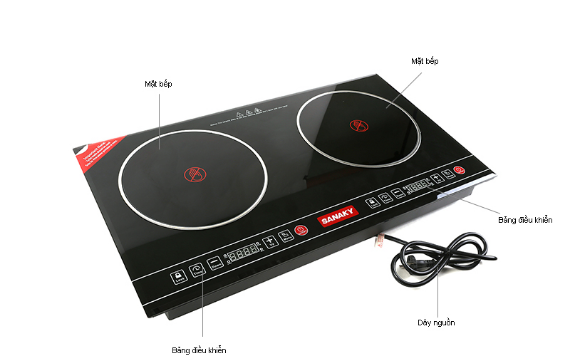 Mặt bếp
Mặt bếp
SANAKY
Bảng điều khiển
Dây nguồn
Bảng điều khiển